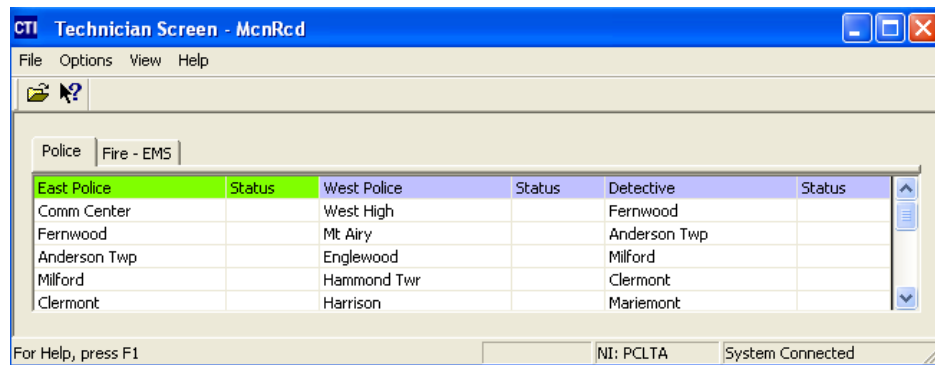 CTI Technician Screen - McnRcd
File Options View Help
Police Fire - EMS
East Police Status West Police Status Detective Status
Comm Center West High Fernwood
Fernwood Mt Airy Anderson Twp
Anderson Twp Englewood Milford
Milford Hammond Twr Clermont
Clermont Harrison Mariemont
For Help, press F1 NI: PCLTA System Connected